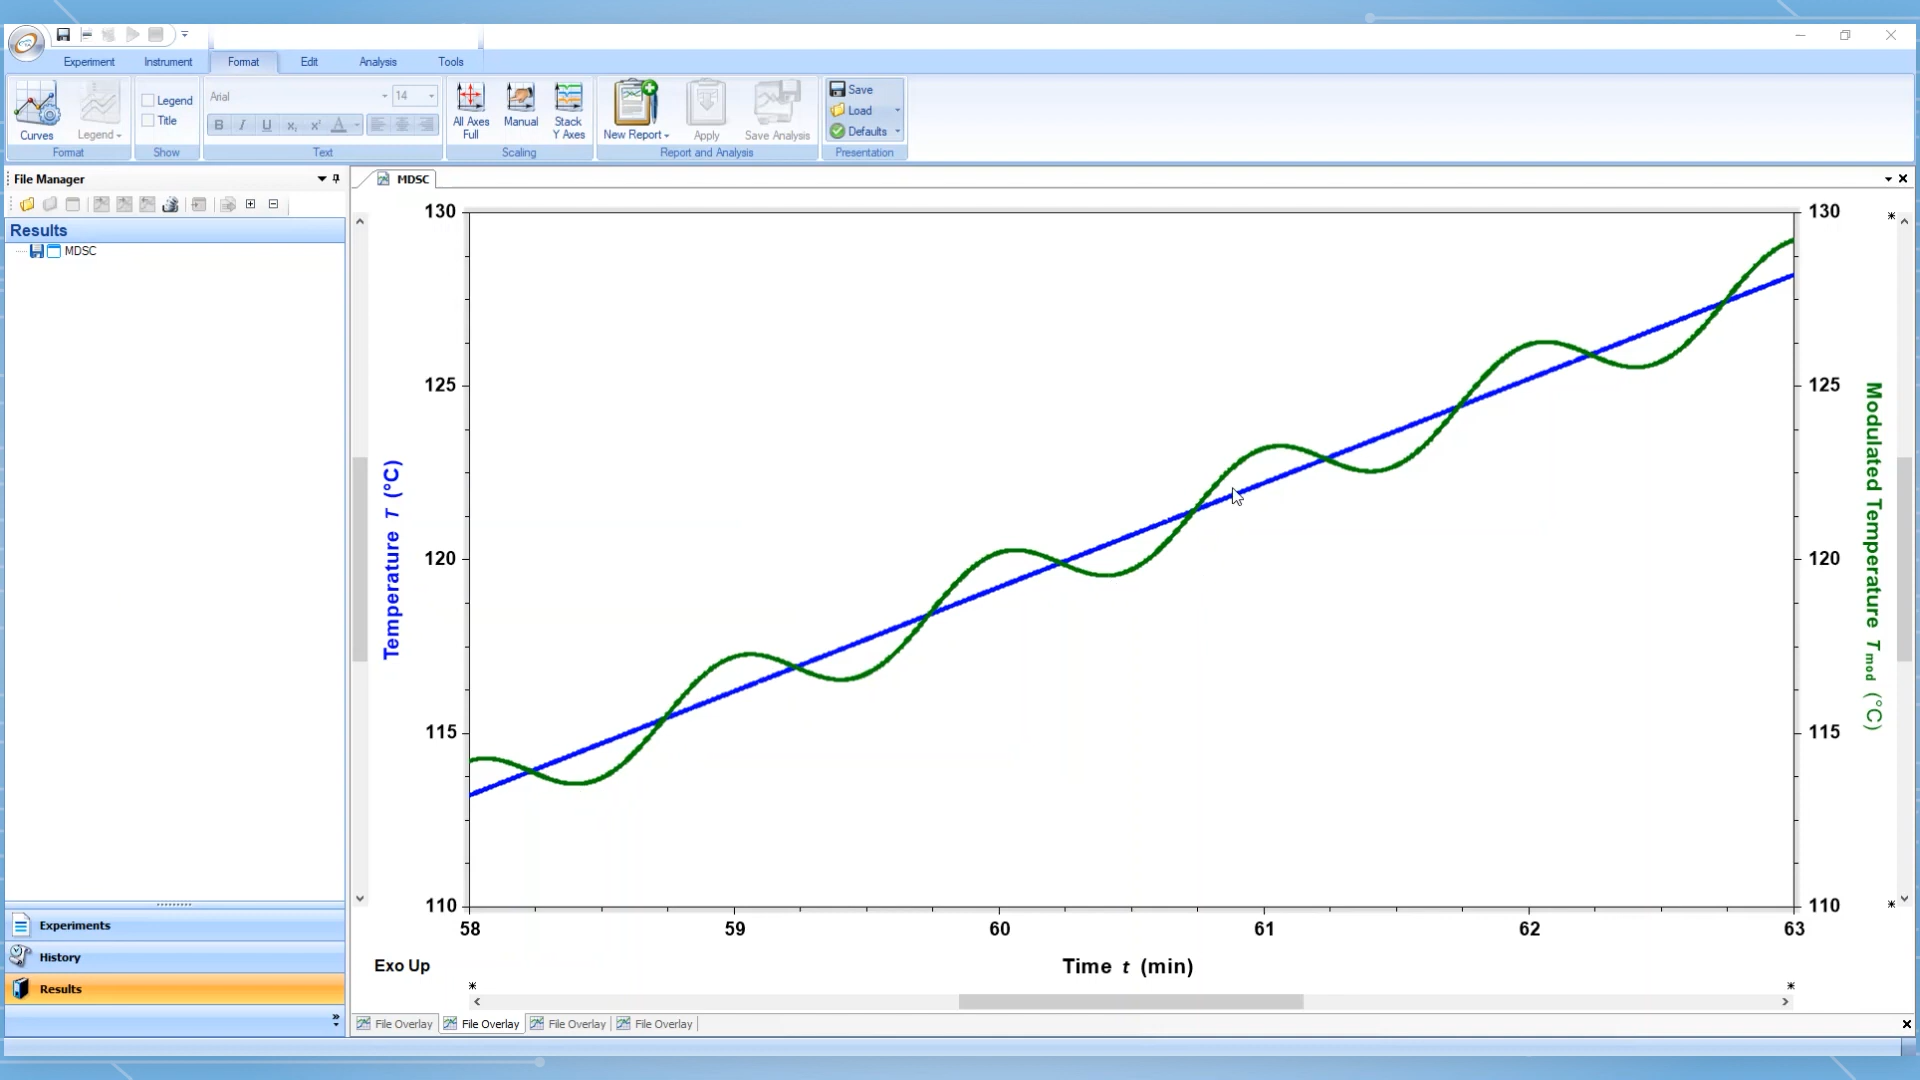 Experiment Instrument Format Edit Analysis Tools
Legend
Title
Arial 14
B I U x₂ x² A
Curves Legend
All Axes Full
Manual
Stack Y Axes
New Report Apply Save Analysis
Save
Load
Defaults
Format Show Text Scaling Report and Analysis Presentation
File Manager
MDSC
Results
MDSC
130 130
125 125
120 120
115 115
110 110
Temperature T (°C)
Modulated Temperature T mod (°C)
58 59 60 61 62 63
Exo Up
Time t (min)
Experiments
History
Results
File Overlay File Overlay File Overlay File Overlay